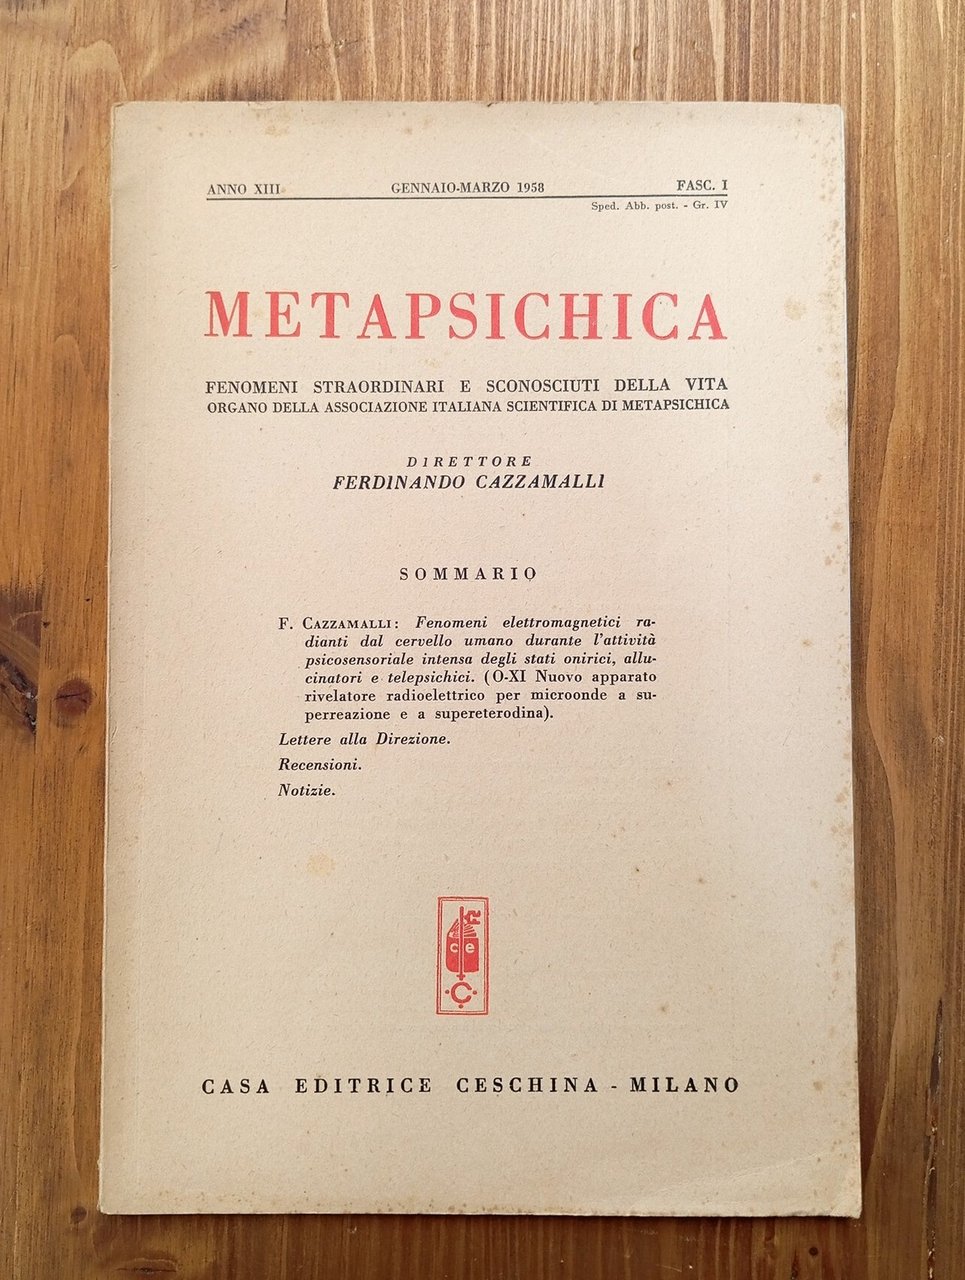 ANNO XIII GENNAIO-MARZO 1958 FASC. I
Sped. Abb. post. - Gr. IV
METAPSICHICA
FENOMENI STRAORDINARI E SCONOSCIUTI DELLA VITA
ORGANO DELLA ASSOCIAZIONE ITALIANA SCIENTIFICA DI METAPSICHICA
DIRETTORE
FERDINANDO CAZZAMALLI
SOMMARIO
F. CAZZAMALLI: Fenomeni elettromagnetici ra-
dianti dal cervello umano durante l'attività
psicosensoriale intensa degli stati onirici, allu-
cinatori e telepsichici. (O-XI Nuovo apparato
rivelatore radioelettrico per microonde a su-
perreazione e a supereterodina).
Lettere alla Direzione.
Recensioni.
Notizie.
c e
C
CASA EDITRICE CESCHINA - MILANO